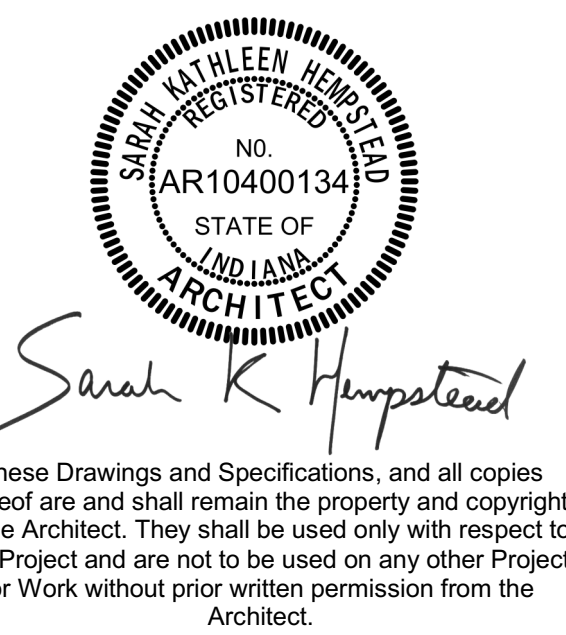 SARAH KATHLEEN HEMPSTEAD
REGISTERED
N0.
AR10400134
STATE OF
INDIANA
ARCHITECT
Sarah K Hempstead
hese Drawings and Specifications, and all copies
eof are and shall remain the property and copyright
e Architect. They shall be used only with respect to
Project and are not to be used on any other Project
or Work without prior written permission from the
Architect.